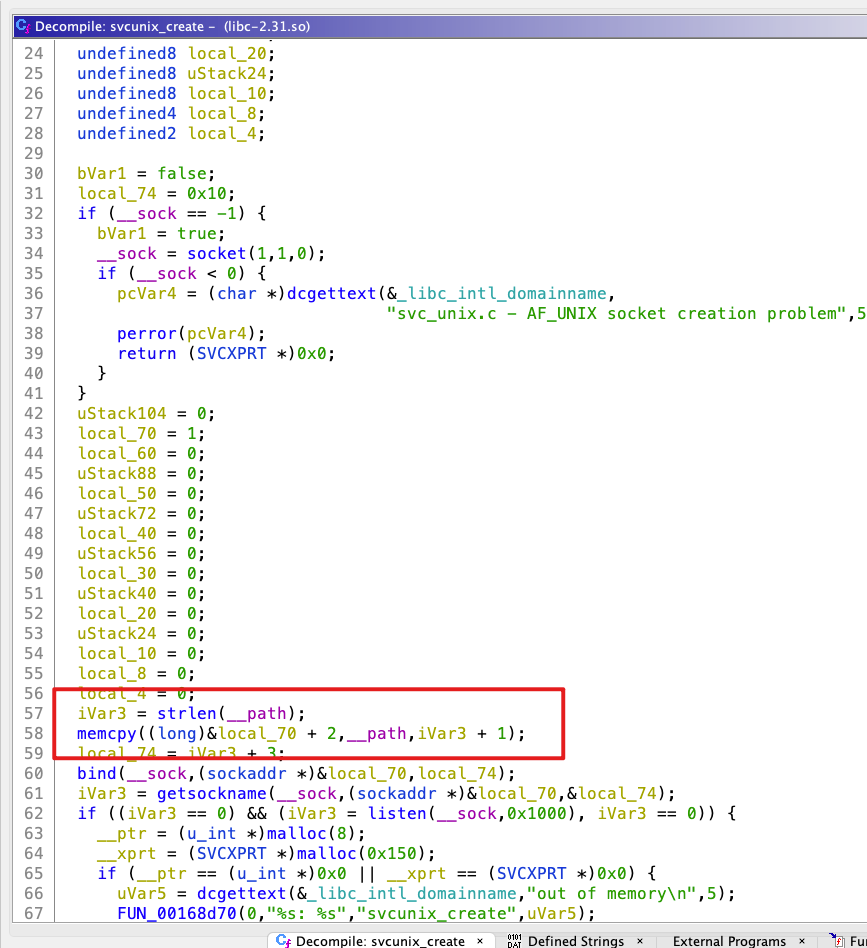 Decompile: svcunix_create – (libc-2.31.so)
24 undefined8 local_20;
25 undefined8 uStack24;
26 undefined8 local_10;
27 undefined4 local_8;
28 undefined2 local_4;
29
30 bVar1 = false;
31 local_74 = 0x10;
32 if (__sock == -1) {
33 bVar1 = true;
34 __sock = socket(1,1,0);
35 if (__sock < 0) {
36 pcVar4 = (char *)dcgettext(&_libc_intl_domainname,
37 "svc_unix.c - AF_UNIX socket creation problem",5
38 perror(pcVar4);
39 return (SVCXPRT *)0x0;
40 }
41 }
42 uStack104 = 0;
43 local_70 = 1;
44 local_60 = 0;
45 uStack88 = 0;
46 local_50 = 0;
47 uStack72 = 0;
48 local_40 = 0;
49 uStack56 = 0;
50 local_30 = 0;
51 uStack40 = 0;
52 local_20 = 0;
53 uStack24 = 0;
54 local_10 = 0;
55 local_8 = 0;
56 local_4 = 0;
57 iVar3 = strlen(__path);
58 memcpy((long)&local_70 + 2,__path,iVar3 + 1);
59 local_74 = iVar3 + 3;
60 bind(__sock,(sockaddr *)&local_70,local_74);
61 iVar3 = getsockname(__sock,(sockaddr *)&local_70,&local_74);
62 if ((iVar3 == 0) && (iVar3 = listen(__sock,0x1000), iVar3 == 0)) {
63 __ptr = (u_int *)malloc(8);
64 __xprt = (SVCXPRT *)malloc(0x150);
65 if (__ptr == (u_int *)0x0 || __xprt == (SVCXPRT *)0x0) {
66 uVar5 = dcgettext(&_libc_intl_domainname,"out of memory\n",5);
67 FUN_00168d70(0,"%s: %s","svcunix_create",uVar5);
Decompile: svcunix_create × Defined Strings × External Programs × Fu